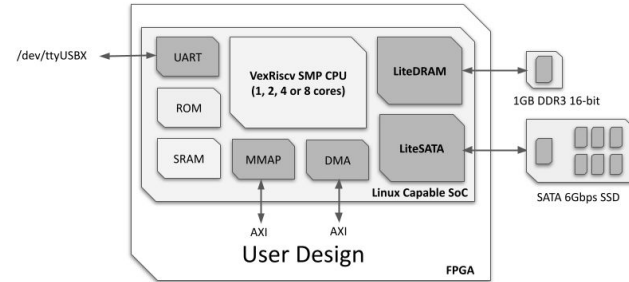 /dev/ttyUSBX
UART
ROM
SRAM
VexRiscv SMP CPU
(1, 2, 4 or 8 cores)
MMAP
DMA
LiteDRAM
LiteSATA
Linux Capable SoC
1GB DDR3 16-bit
SATA 6Gbps SSD
AXI
AXI
User Design
FPGA